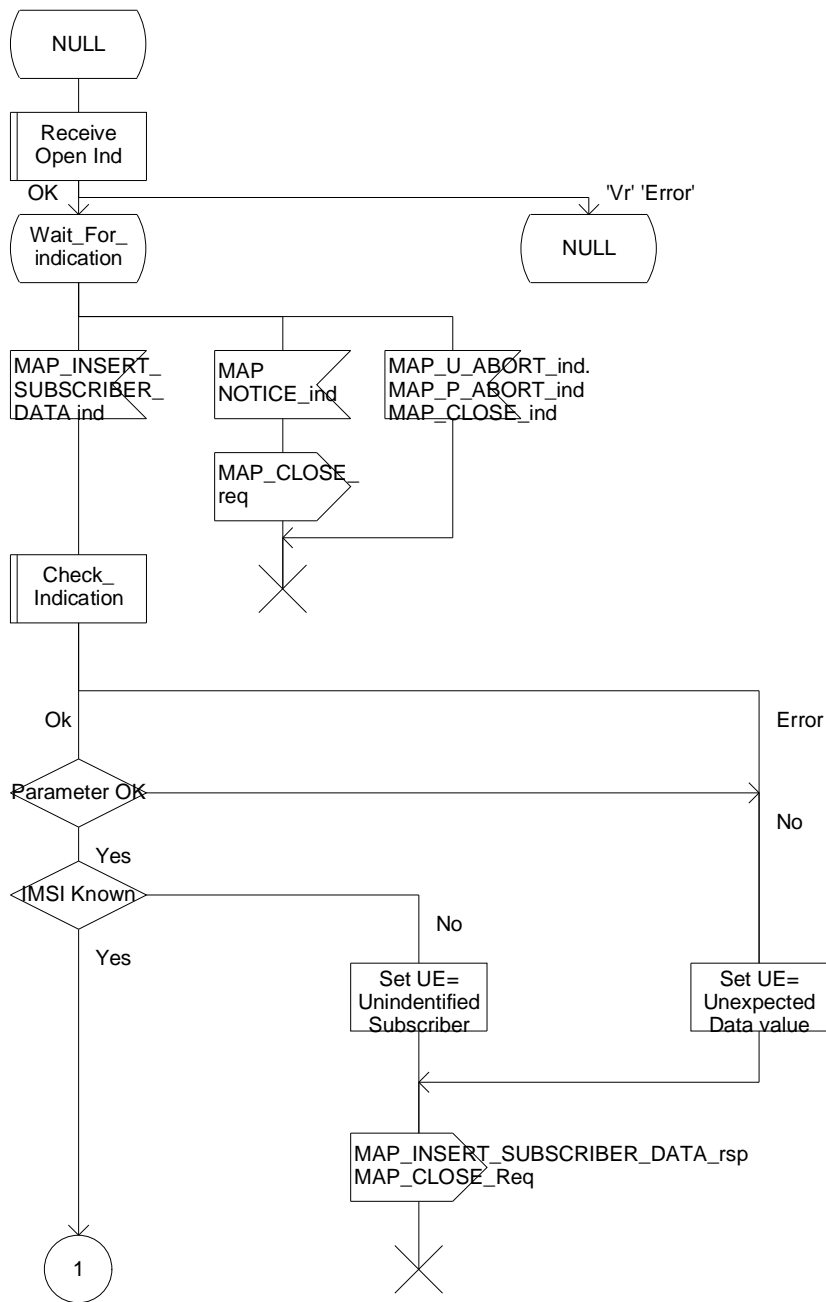 NULL
Receive
Open Ind
OK
'Vr' 'Error'
Wait_For_
indication
NULL
MAP_INSERT_
SUBSCRIBER_
DATA ind
MAP
NOTICE_ind
MAP_U_ABORT_ind.
MAP_P_ABORT_ind
MAP_CLOSE_ind
MAP_CLOSE_
req
Check_
Indication
Ok
Error
Parameter OK
No
Yes
IMSI Known
No
Yes
Set UE=
Unindentified
Subscriber
Set UE=
Unexpected
Data value
MAP_INSERT_SUBSCRIBER_DATA_rsp
MAP_CLOSE_Req
1